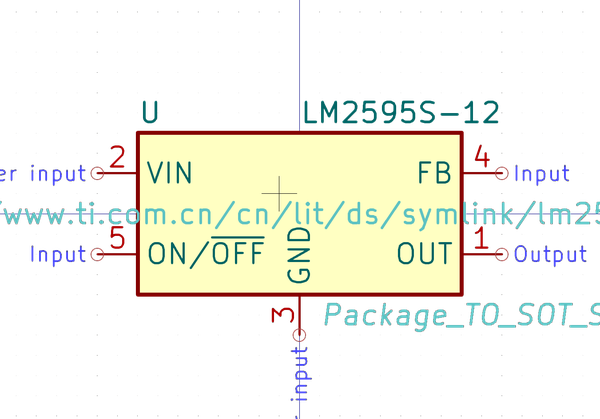 U LM2595S-12
er input 2 VIN FB 4 Input
/www.ti.com.cn/cn/lit/ds/symlink/lm25
Input 5 ON/OFF GND OUT 1 Output
3 Package_TO_SOT_S
input